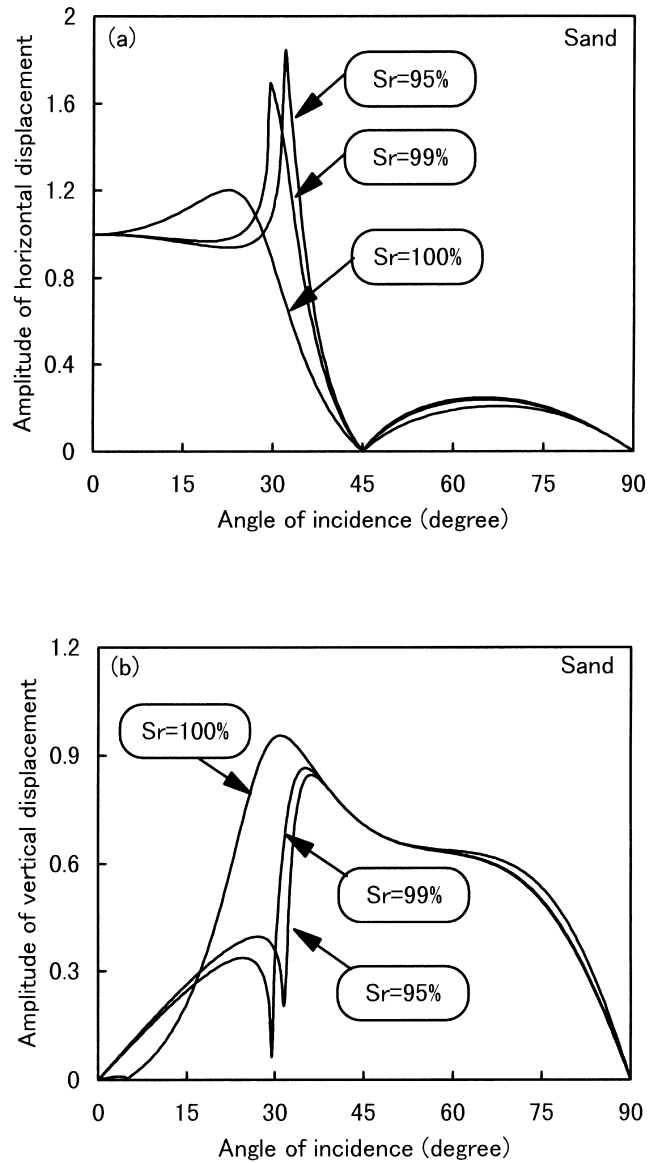 (a) Sand
2
1.6
1.2
0.8
0.4
0
Amplitude of horizontal displacement
Sr=95%
Sr=99%
Sr=100%
0 15 30 45 60 75 90
Angle of incidence (degree)
(b) Sand
1.2
0.9
0.6
0.3
0
Amplitude of vertical displacement
Sr=100%
Sr=99%
Sr=95%
0 15 30 45 60 75 90
Angle of incidence (degree)